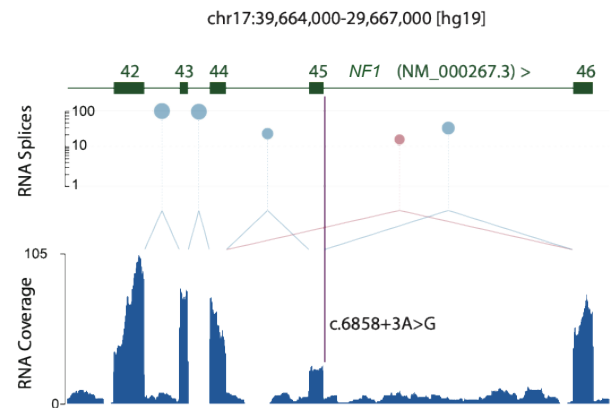 chr17:39,664,000-29,667,000 [hg19]
42 43 44 45 NF1 (NM_000267.3) > 46
RNA Splices
100
10
1
RNA Coverage
105
0
c.6858+3A>G